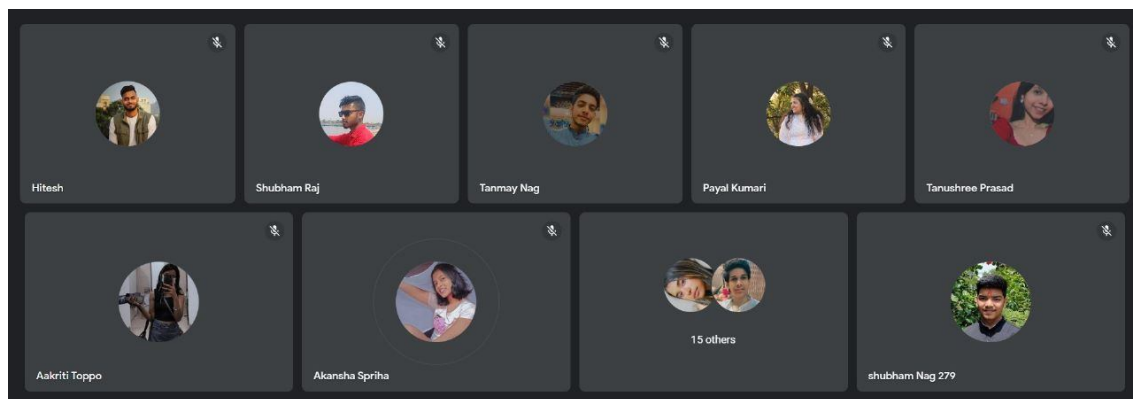 Hitesh
Shubham Raj
Tanmay Nag
Payal Kumari
Tanushree Prasad
Aakriti Toppo
Akansha Spriha
15 others
shubham Nag 279